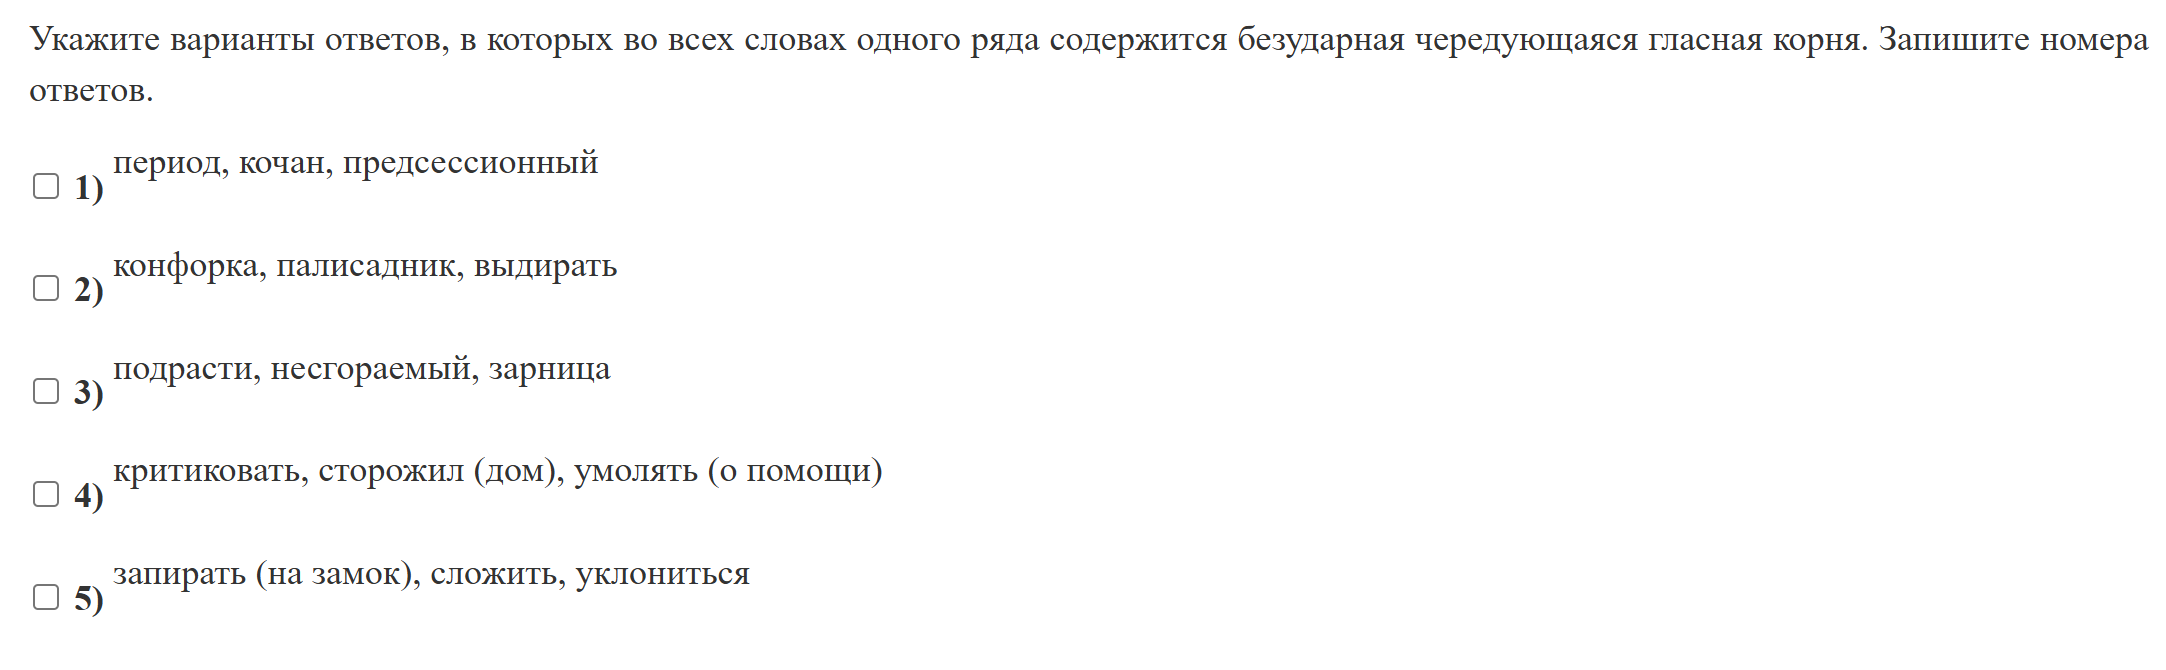 Укажите варианты ответов, в которых во всех словах одного ряда содержится безударная чередующаяся гласная корня. Запишите номера
ответов.
1) период, кочан, предсессионный
2) конфорка, палисадник, выдирать
3) подрасти, несгораемый, зарница
4) критиковать, сторожил (дом), умолять (о помощи)
5) запирать (на замок), сложить, уклониться